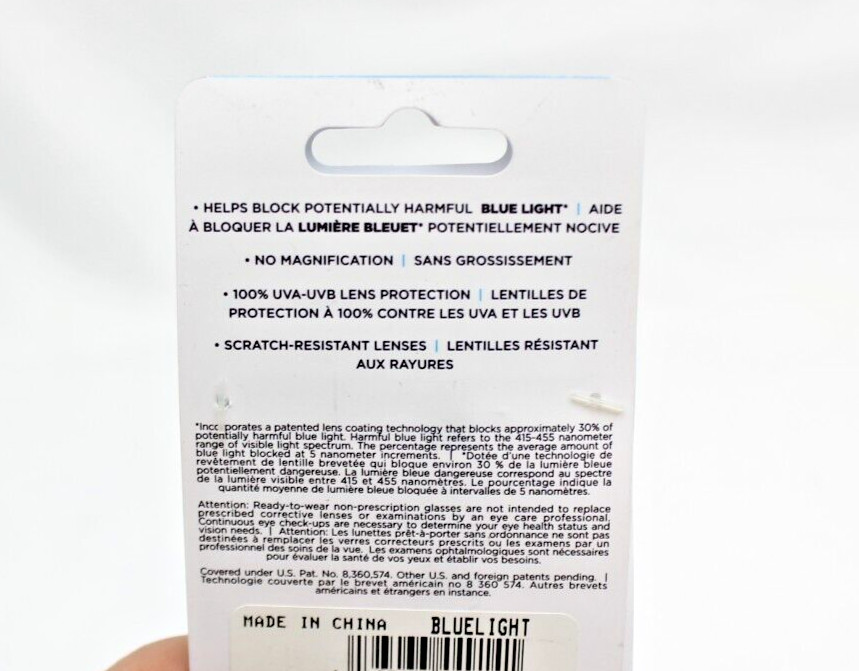 • HELPS BLOCK POTENTIALLY HARMFUL BLUE LIGHT* | AIDE
À BLOQUER LA LUMIÈRE BLEUET* POTENTIELLEMENT NOCIVE
• NO MAGNIFICATION | SANS GROSSISSEMENT
• 100% UVA-UVB LENS PROTECTION | LENTILLES DE
PROTECTION À 100% CONTRE LES UVA ET LES UVB
• SCRATCH-RESISTANT LENSES | LENTILLES RÉSISTANT
AUX RAYURES
*Inco porates a patented lens coating technology that blocks approximately 30% of
potentially harmful blue light. Harmful blue light refers to the 415-455 nanometer
range of visible light spectrum. The percentage represents the average amount of
blue light blocked at 5 nanometer increments. | *Dotée d'une technologie de
revêtement de lentille brevetée qui bloque environ 30 % de la lumière bleue
potentiellement dangereuse. La lumière bleue dangereuse correspond au spectre
de la lumière visible entre 415 et 455 nanomètres. Le pourcentage indique la
quantité moyenne de lumière bleue bloquée à intervalles de 5 nanomètres.
Attention: Ready-to-wear non-prescription glasses are not intended to replace
prescribed corrective lenses or examinations by an eye care professional.
Continuous eye check-ups are necessary to determine your eye health status and
vision needs. | Attention: Les lunettes prêt-à-porter sans ordonnance ne sont pas
destinées à remplacer les verres correcteurs prescrits ou les examens par un
professionnel des soins de la vue. Les examens ophtalmologiques sont nécessaires
pour évaluer la santé de vos yeux et établir vos besoins.
Covered under U.S. Pat. No. 8,360,574. Other U.S. and foreign patents pending. |
Technologie couverte par le brevet américain no 8 360 574. Autres brevets
américains et étrangers en instance.
MADE IN CHINA BLUELIGHT